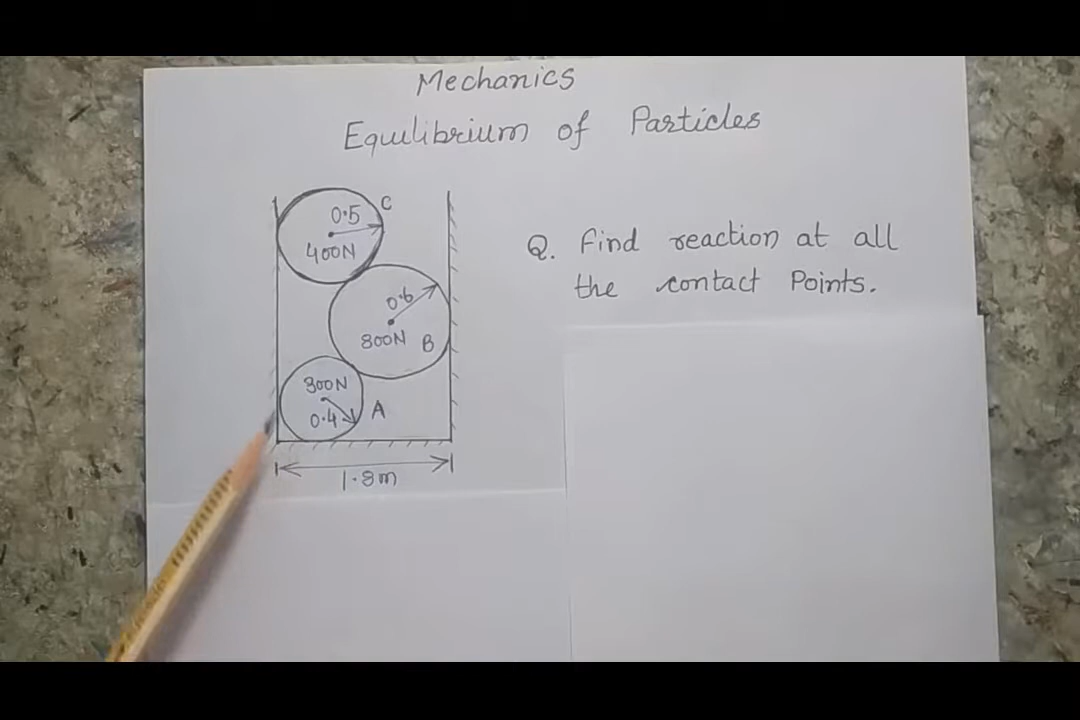 Mechanics
Equilibrium of Particles
0.5
C
400N
0.6
800N B
300N
0.4 A
1.8m
Q. Find reaction at all
the contact Points.